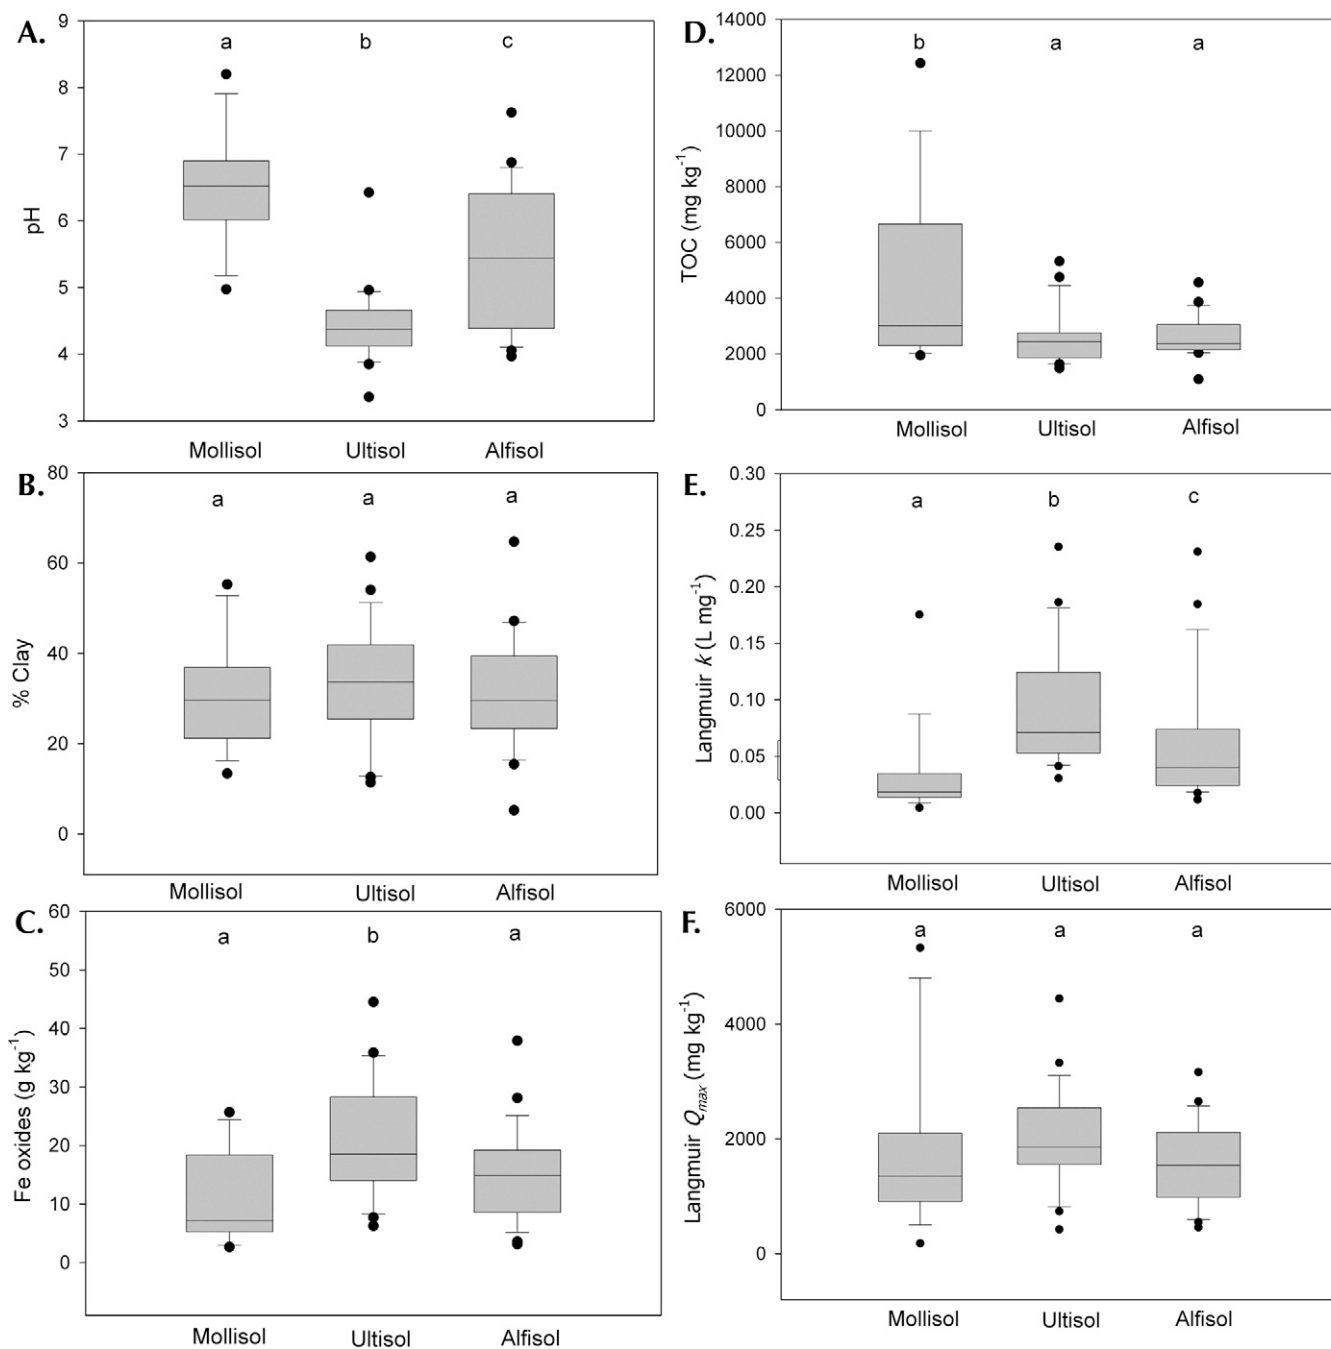 A.
a b c
9
8
7
6
5
4
3
pH
Mollisol Ultisol Alfisol
B.
a a a
80
60
40
20
0
% Clay
Mollisol Ultisol Alfisol
C.
a b a
60
50
40
30
20
10
0
Fe oxides (g kg⁻¹)
Mollisol Ultisol Alfisol
D.
b a a
14000
12000
10000
8000
6000
4000
2000
0
TOC (mg kg⁻¹)
Mollisol Ultisol Alfisol
E.
a b c
0.30
0.25
0.20
0.15
0.10
0.05
0.00
Langmuir k (L mg⁻¹)
Mollisol Ultisol Alfisol
F.
a a a
6000
4000
2000
0
Langmuir Qmax (mg kg⁻¹)
Mollisol Ultisol Alfisol